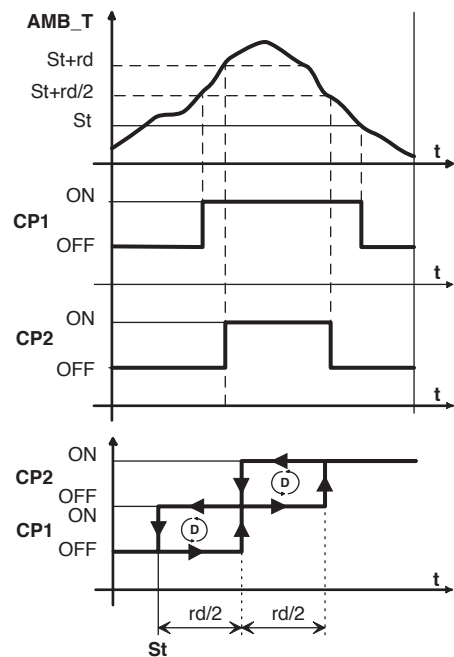 AMB_T
St+rd
St+rd/2
St
t
ON
CP1
OFF
t
ON
CP2
OFF
t
ON
CP2
OFF
ON
CP1
OFF
D
D
t
rd/2 rd/2
St